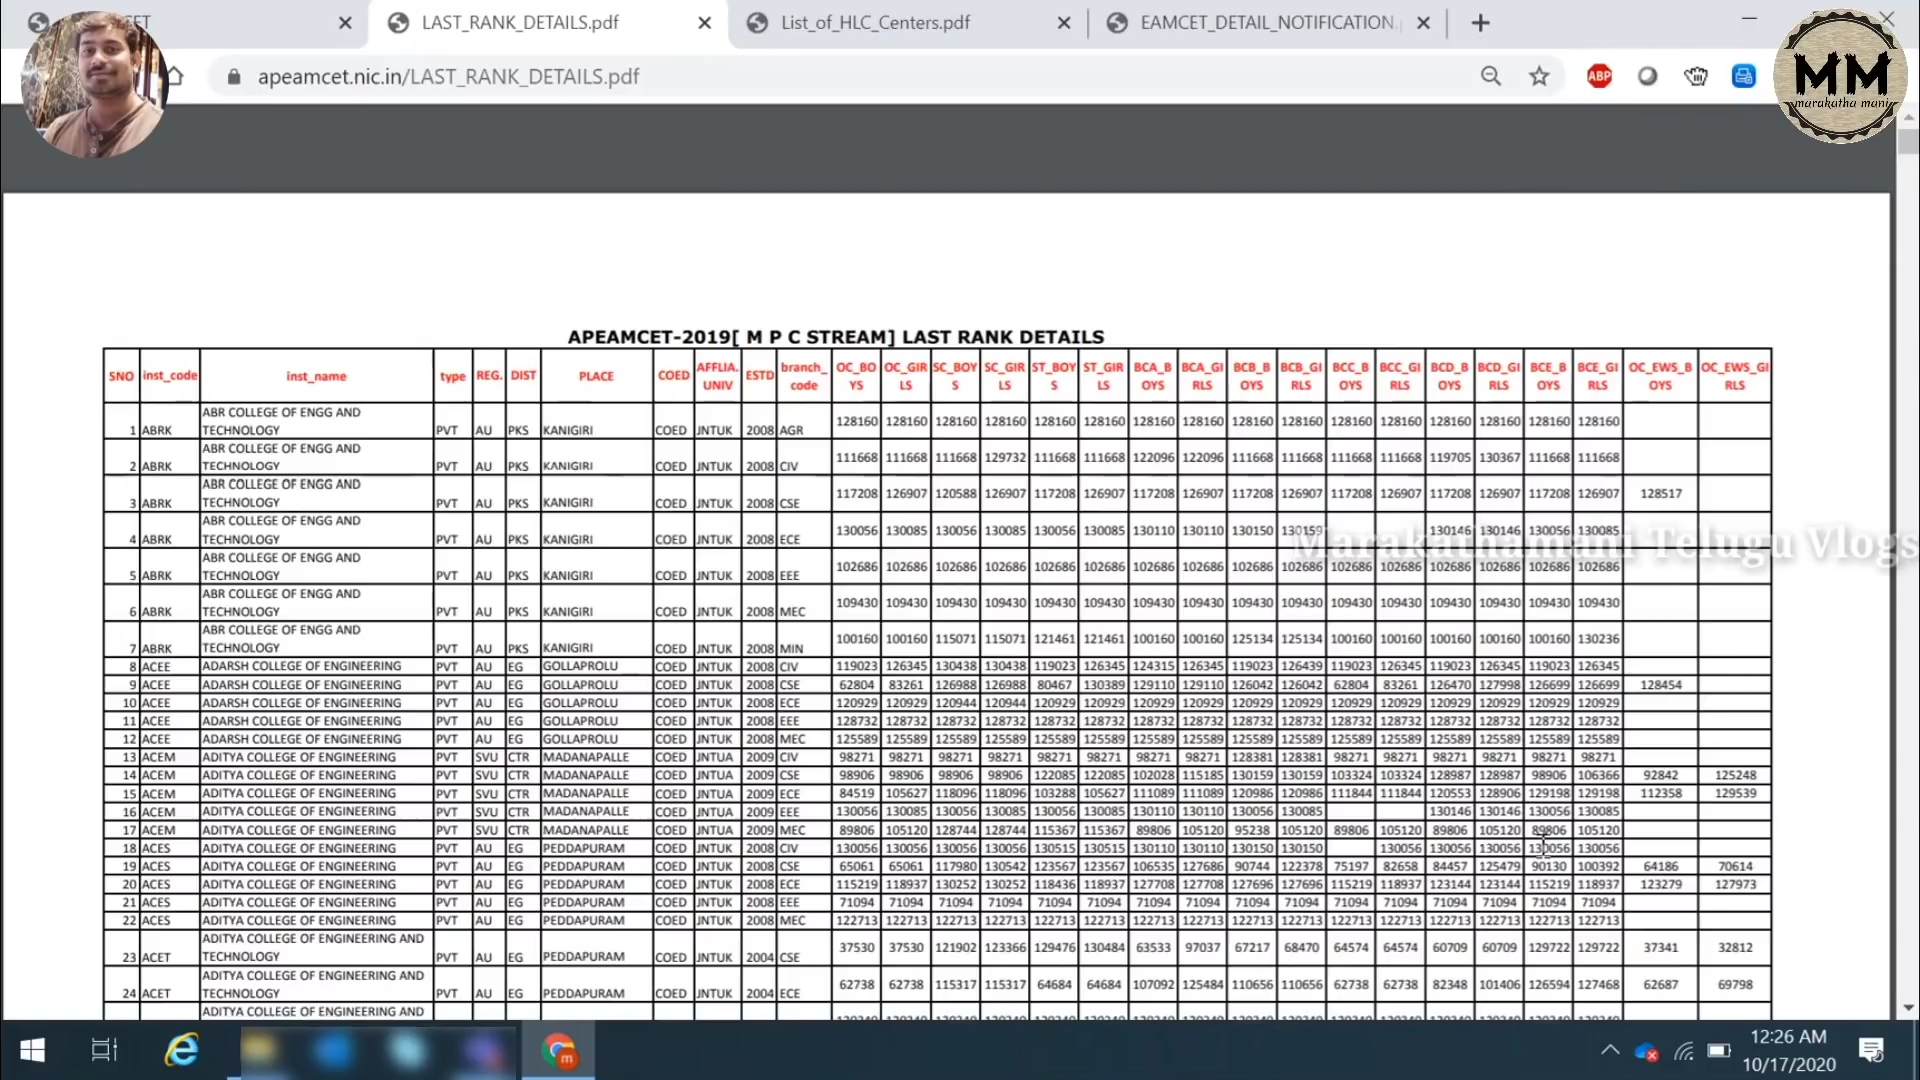 CET LAST_RANK_DETAILS.pdf List_of_HLC_Centers.pdf EAMCET_DETAIL_NOTIFICATION.
apeamcet.nic.in/LAST_RANK_DETAILS.pdf ABP
MM
marakatha mani
APEAMCET-2019[ M P C STREAM] LAST RANK DETAILS
SNO inst_code inst_name type REG. DIST PLACE COED AFFLIA. UNIV ESTD branch_ code OC_BO YS OC_GIR LS SC_BOY S SC_GIR LS ST_BOY S ST_GIR LS BCA_B OYS BCA_GI RLS BCB_B OYS BCB_GI RLS BCC_B OYS BCC_GI RLS BCD_B OYS BCD_GI RLS BCE_B OYS BCE_GI RLS OC_EWS_B OYS OC_EWS_GI RLS
1 ABRK ABR COLLEGE OF ENGG AND TECHNOLOGY PVT AU PKS KANIGIRI COED JNTUK 2008 AGR 128160 128160 128160 128160 128160 128160 128160 128160 128160 128160 128160 128160 128160 128160 128160 128160
2 ABRK ABR COLLEGE OF ENGG AND TECHNOLOGY PVT AU PKS KANIGIRI COED JNTUK 2008 CIV 111668 111668 111668 129732 111668 111668 122096 122096 111668 111668 111668 111668 119705 130367 111668 111668
3 ABRK ABR COLLEGE OF ENGG AND TECHNOLOGY PVT AU PKS KANIGIRI COED JNTUK 2008 CSE 117208 126907 120588 126907 117208 126907 117208 126907 117208 126907 117208 126907 117208 126907 117208 126907 128517
4 ABRK ABR COLLEGE OF ENGG AND TECHNOLOGY PVT AU PKS KANIGIRI COED JNTUK 2008 ECE 130056 130085 130056 130085 130056 130085 130110 130110 130150 130159 130146 130146 130056 130085
Marakathamani Telugu Vlogs
5 ABRK ABR COLLEGE OF ENGG AND TECHNOLOGY PVT AU PKS KANIGIRI COED JNTUK 2008 EEE 102686 102686 102686 102686 102686 102686 102686 102686 102686 102686 102686 102686 102686 102686 102686 102686
6 ABRK ABR COLLEGE OF ENGG AND TECHNOLOGY PVT AU PKS KANIGIRI COED JNTUK 2008 MEC 109430 109430 109430 109430 109430 109430 109430 109430 109430 109430 109430 109430 109430 109430 109430 109430
7 ABRK ABR COLLEGE OF ENGG AND TECHNOLOGY PVT AU PKS KANIGIRI COED JNTUK 2008 MIN 100160 100160 115071 115071 121461 121461 100160 100160 125134 125134 100160 100160 100160 100160 100160 130236
8 ACEE ADARSH COLLEGE OF ENGINEERING PVT AU EG GOLLAPROLU COED JNTUK 2008 CIV 119023 126345 130438 130438 119023 126345 124315 126345 119023 126439 119023 126345 119023 126345 119023 126345
9 ACEE ADARSH COLLEGE OF ENGINEERING PVT AU EG GOLLAPROLU COED JNTUK 2008 CSE 62804 83261 126988 126988 80467 130389 129110 129110 126042 126042 62804 83261 126470 127998 126699 126699 128454
10 ACEE ADARSH COLLEGE OF ENGINEERING PVT AU EG GOLLAPROLU COED JNTUK 2008 ECE 120929 120929 120944 120944 120929 120929 120929 120929 120929 120929 120929 120929 120929 120929 120929 120929
11 ACEE ADARSH COLLEGE OF ENGINEERING PVT AU EG GOLLAPROLU COED JNTUK 2008 EEE 128732 128732 128732 128732 128732 128732 128732 128732 128732 128732 128732 128732 128906 128732 128732 128732
12 ACEE ADARSH COLLEGE OF ENGINEERING PVT AU EG GOLLAPROLU COED JNTUK 2008 MEC 125589 125589 125589 125589 125589 125589 125589 125589 125589 125589 125589 125589 125589 125589 125589 125589
13 ACEM ADITYA COLLEGE OF ENGINEERING PVT SVU CTR MADANAPALLE COED JNTUA 2009 CIV 98271 98271 98271 98271 98271 98271 98271 98271 128381 128381 98271 98271 98271 98271 98271 98271
14 ACEM ADITYA COLLEGE OF ENGINEERING PVT SVU CTR MADANAPALLE COED JNTUA 2009 CSE 98906 98906 98906 98906 122085 122085 102028 115185 130159 130159 103324 103324 128987 128987 98906 106366 92842 125248
15 ACEM ADITYA COLLEGE OF ENGINEERING PVT SVU CTR MADANAPALLE COED JNTUA 2009 ECE 84519 105627 118096 118096 103288 105627 111089 111089 120986 120986 111844 111844 120553 128906 129198 129198 112358 129539
16 ACEM ADITYA COLLEGE OF ENGINEERING PVT SVU CTR MADANAPALLE COED JNTUA 2009 EEE 130056 130085 130056 130085 130056 130085 130110 130110 130056 130085 130146 130146 130056 130085
17 ACEM ADITYA COLLEGE OF ENGINEERING PVT SVU CTR MADANAPALLE COED JNTUA 2009 MEC 89806 105120 128744 128744 115367 115367 89806 105120 95238 105120 89806 105120 89806 105120 89806 105120
18 ACES ADITYA COLLEGE OF ENGINEERING PVT AU EG PEDDAPURAM COED JNTUK 2008 CIV 130056 130056 130056 130056 130515 130515 130110 130110 130150 130150 130056 130056 130056 130056 130056
19 ACES ADITYA COLLEGE OF ENGINEERING PVT AU EG PEDDAPURAM COED JNTUK 2008 CSE 65061 65061 117980 130542 123567 123567 106535 127686 90744 122378 75197 82658 84457 125479 90130 100392 64186 70614
20 ACES ADITYA COLLEGE OF ENGINEERING PVT AU EG PEDDAPURAM COED JNTUK 2008 ECE 115219 118937 130252 130252 118436 118937 127708 127708 127696 127696 115219 118937 123144 123144 115219 118937 123279 127973
21 ACES ADITYA COLLEGE OF ENGINEERING PVT AU EG PEDDAPURAM COED JNTUK 2008 EEE 71094 71094 71094 71094 71094 71094 71094 71094 71094 71094 71094 71094 71094 71094 71094 71094
22 ACES ADITYA COLLEGE OF ENGINEERING PVT AU EG PEDDAPURAM COED JNTUK 2008 MEC 122713 122713 122713 122713 122713 122713 122713 122713 122713 122713 122713 122713 122713 122713 122713 122713
23 ACET ADITYA COLLEGE OF ENGINEERING AND TECHNOLOGY PVT AU EG PEDDAPURAM COED JNTUK 2004 CSE 37530 37530 121902 123366 129476 130484 63533 97037 67217 68470 64574 64574 60709 60709 129722 129722 37341 32812
24 ACET ADITYA COLLEGE OF ENGINEERING AND TECHNOLOGY PVT AU EG PEDDAPURAM COED JNTUK 2004 ECE 62738 62738 115317 115317 64684 64684 107092 125484 110656 110656 62738 62738 82348 101406 126594 127468 62687 69798
ADITYA COLLEGE OF ENGINEERING AND
12:26 AM
10/17/2020